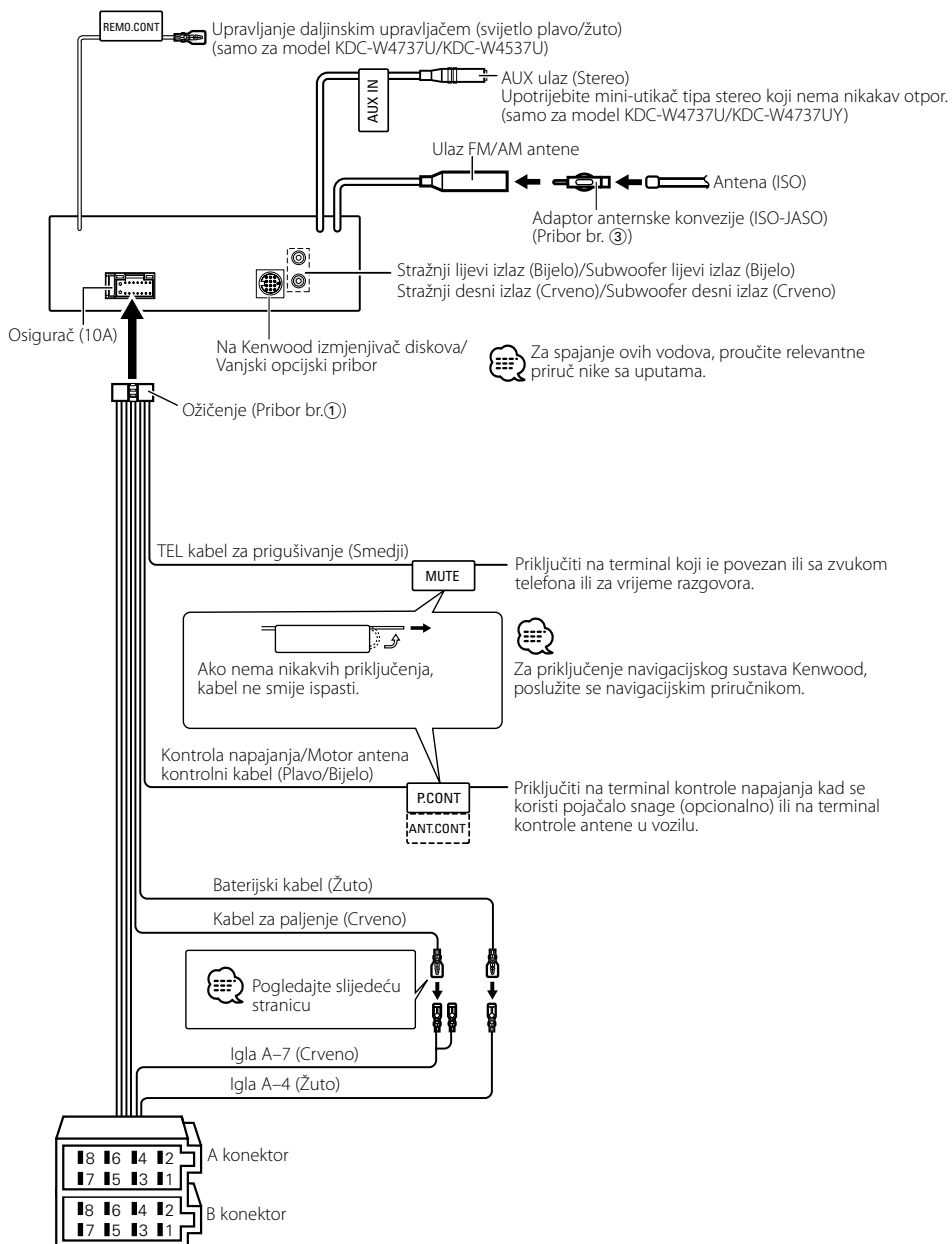 REMO.CONT
Upravljanje daljinskim upravljačem (svijetlo plavo/žuto)
(samo za model KDC-W4737U/KDC-W4537U)
AUX IN
AUX ulaz (Stereo)
Upotrijebite mini-utikač tipa stereo koji nema nikakav otpor.
(samo za model KDC-W4737U/KDC-W4737UY)
Ulaz FM/AM antene
Antena (ISO)
Adaptor anternske konvezije (ISO-JASO)
(Pribor br. ③)
Stražnji lijevi izlaz (Bijelo)/Subwoofer lijevi izlaz (Bijelo)
Stražnji desni izlaz (Crveno)/Subwoofer desni izlaz (Crveno)
Osigurač (10A)
Na Kenwood izmjenjivač diskova/
Vanjski opcijski pribor
Za spajanje ovih vodova, proučite relevantne
priruč nike sa uputama.
Ožičenje (Pribor br.①)
TEL kabel za prigušivanje (Smedji)
MUTE
Priključiti na terminal koji ie povezan ili sa zvukom
telefona ili za vrijeme razgovora.
Ako nema nikakvih priključenja,
kabel ne smije ispasti.
Za priključenje navigacijskog sustava Kenwood,
poslužite se navigacijskim priručnikom.
Kontrola napajanja/Motor antena
kontrolni kabel (Plavo/Bijelo)
P.CONT
ANT.CONT
Priključiti na terminal kontrole napajanja kad se
koristi pojačalo snage (opcionalno) ili na terminal
kontrole antene u vozilu.
Baterijski kabel (Žuto)
Kabel za paljenje (Crveno)
Pogledajte slijedeću
stranicu
Igla A–7 (Crveno)
Igla A–4 (Žuto)
8 6 4 2
7 5 3 1
A konektor
8 6 4 2
7 5 3 1
B konektor